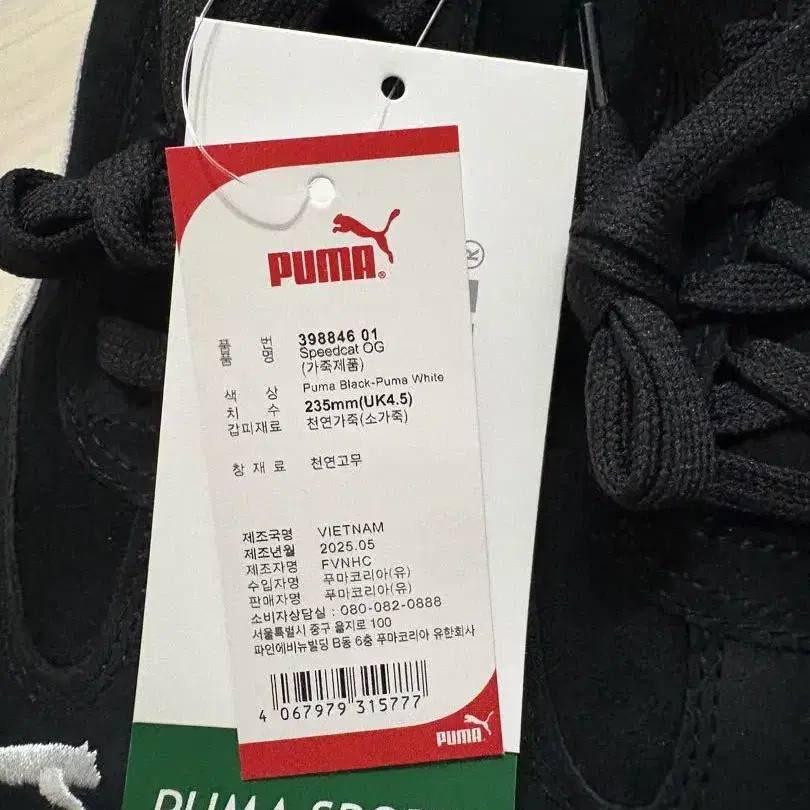 ®
PUMA®
품 번 398846 01
품 명 Speedcat OG
(가죽제품)
색 상 Puma Black-Puma White
치 수 235mm(UK4.5)
갑피재료 천연가죽(소가죽)
창 재 료 천연고무
제조국명 VIETNAM
제조년월 2025.05
제조자명 FVNHC
수입자명 푸마코리아(유)
판매자명 푸마코리아(유)
소비자상담실 : 080-082-0888
서울특별시 중구 을지로 100
파인에비뉴빌딩 B동 6층 푸마코리아 유한회사
4 067979 315777
PUMA
PUMA